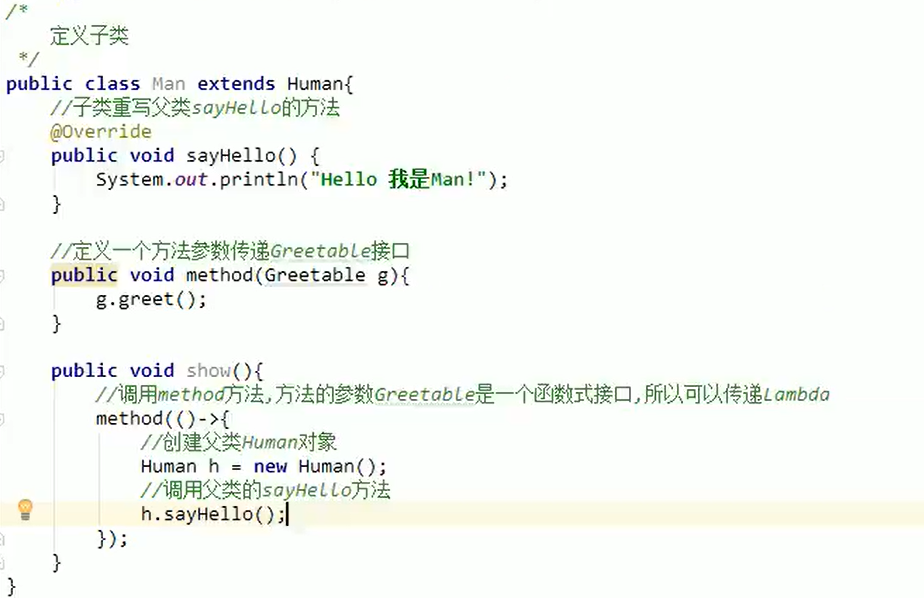 /*
    定义子类
 */
public class Man extends Human{
    //子类重写父类sayHello的方法
    @Override
    public void sayHello() {
        System.out.println("Hello 我是Man!");
    }

    //定义一个方法参数传递Greetable接口
    public void method(Greetable g){
        g.greet();
    }

    public void show(){
        //调用method方法,方法的参数Greetable是一个函数式接口,所以可以传递Lambda
        method(()->{
            //创建父类Human对象
            Human h = new Human();
            //调用父类的sayHello方法
            h.sayHello();
        });
    }
}